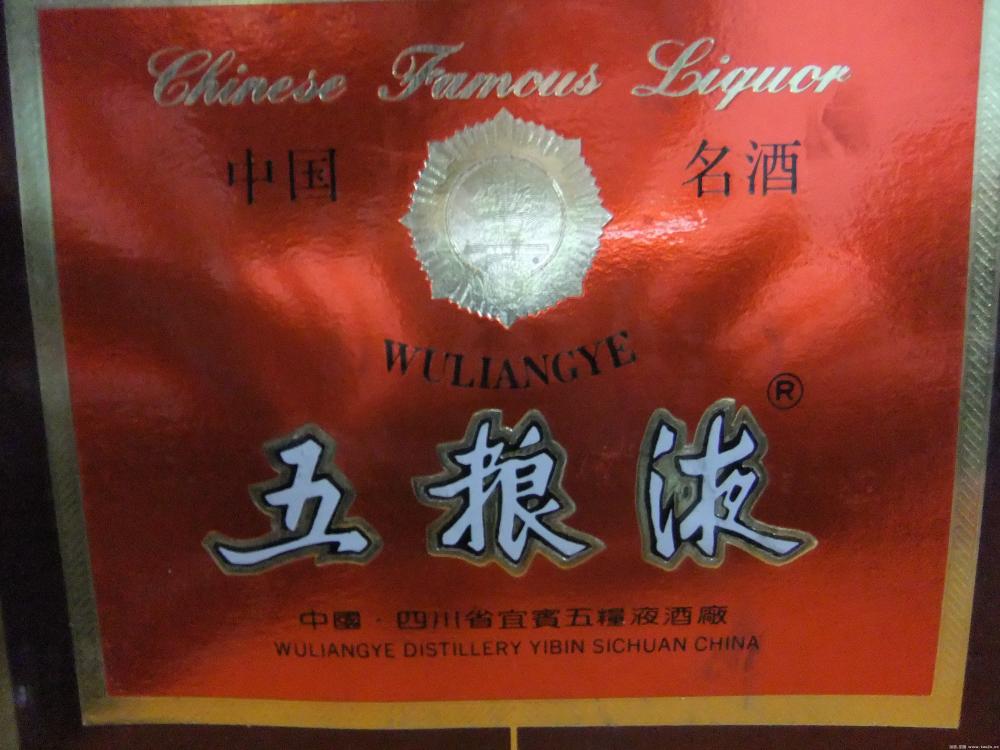 Chinese Famous Liquor
中国 名酒
WULIANGYE
®
五粮液
中國·四川省宜賓五糧液酒廠
WULIANGYE DISTILLERY YIBIN SICHUAN CHINA